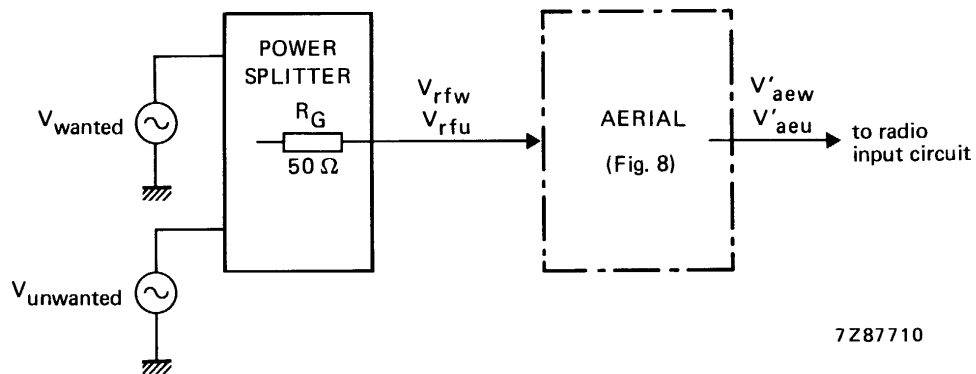 POWER
SPLITTER
R_G
50 Ω
V_wanted
V_unwanted
V_rfw
V_rfu
AERIAL
(Fig. 8)
V'_aew
V'_aeu
to radio
input circuit
7Z87710